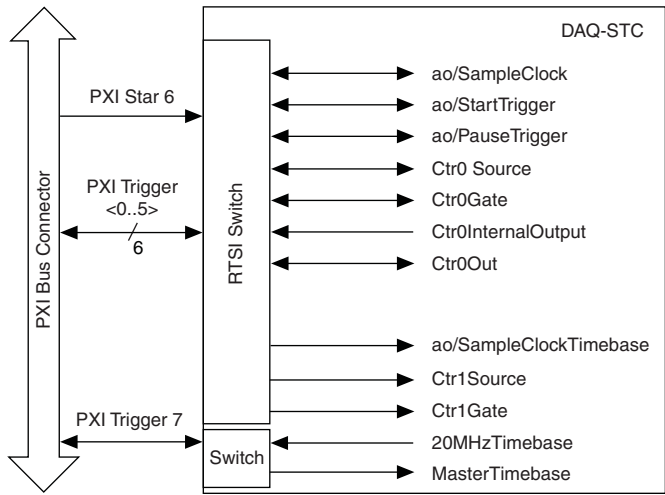 DAQ-STC
PXI Bus Connector
PXI Star 6
PXI Trigger
<0..5>
6
PXI Trigger 7
RTSI Switch
Switch
ao/SampleClock
ao/StartTrigger
ao/PauseTrigger
Ctr0 Source
Ctr0Gate
Ctr0InternalOutput
Ctr0Out
ao/SampleClockTimebase
Ctr1Source
Ctr1Gate
20MHzTimebase
MasterTimebase